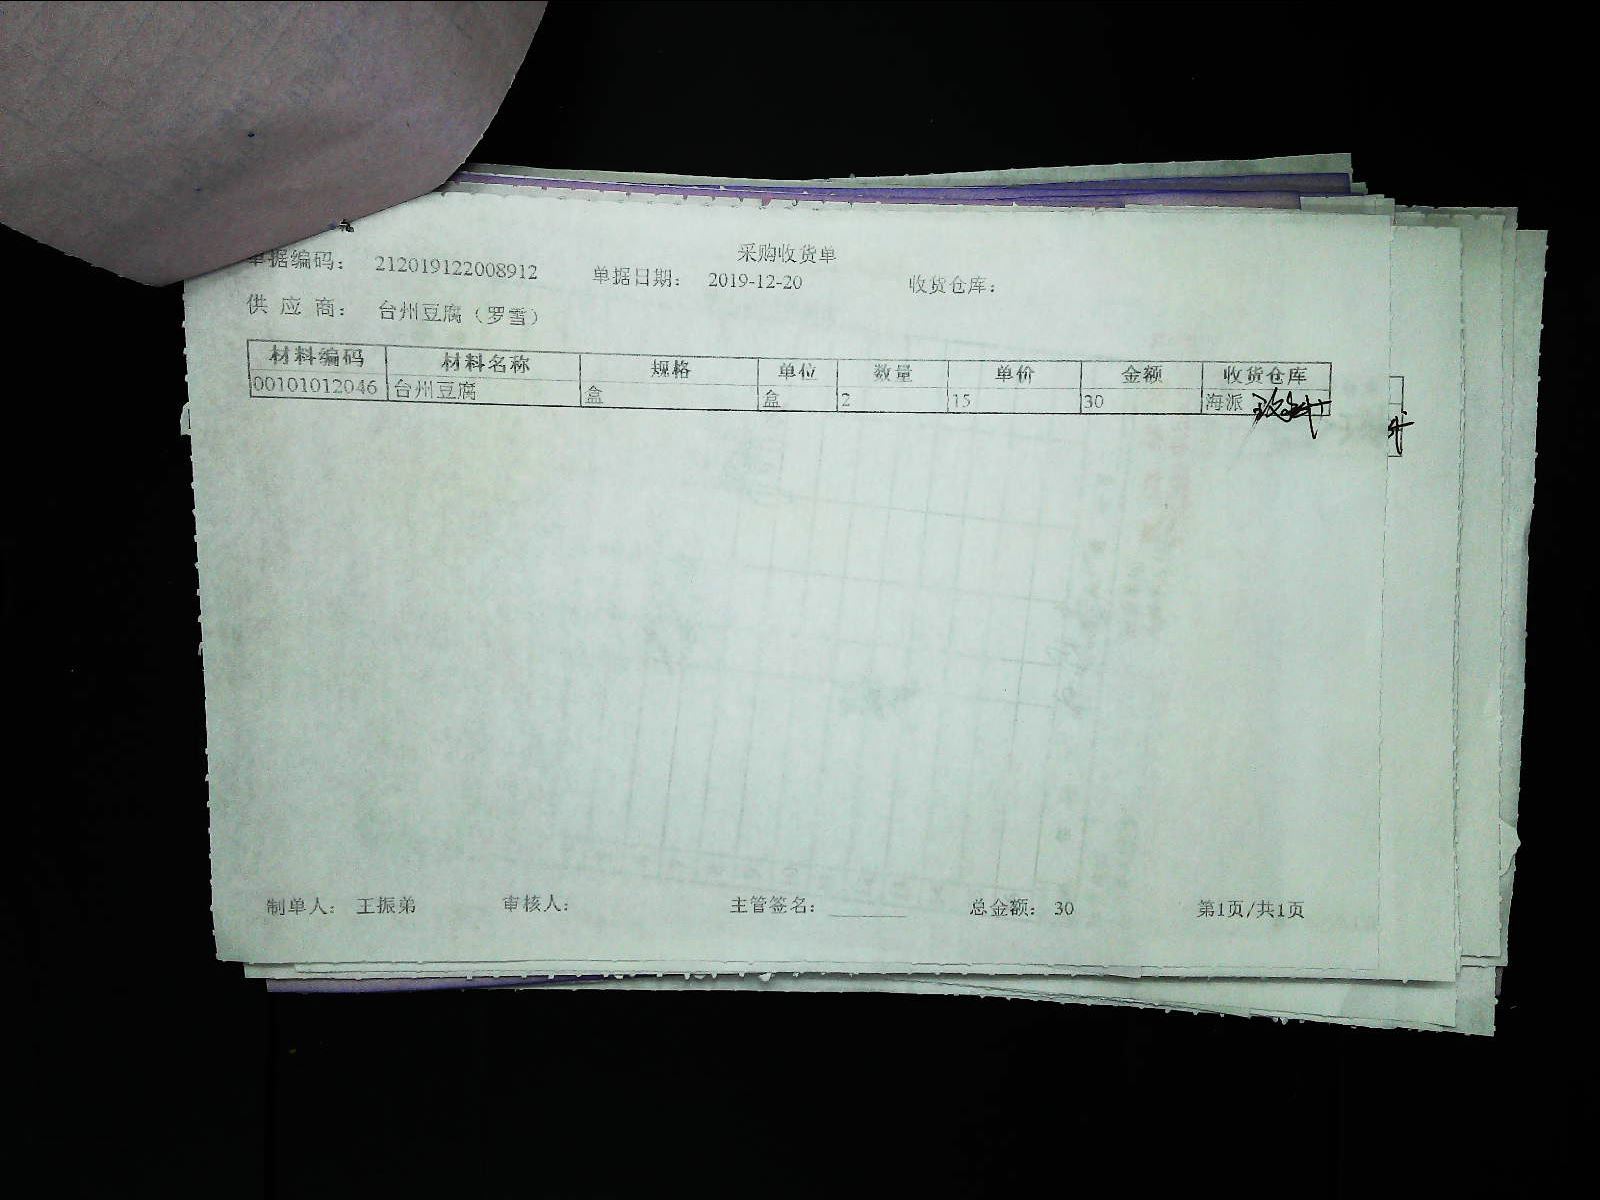 采购收货单
单据编码： 212019122008912 单据日期： 2019-12-20 收货仓库：
供 应 商： 台州豆腐（罗雪）
材料编码 材料名称 规格 单位 数量 单价 金额 收货仓库
00101012046 台州豆腐 盒 盒 2 15 30 海派
制单人： 王振弟 审核人： 主管签名： 总金额： 30 第1页/共1页